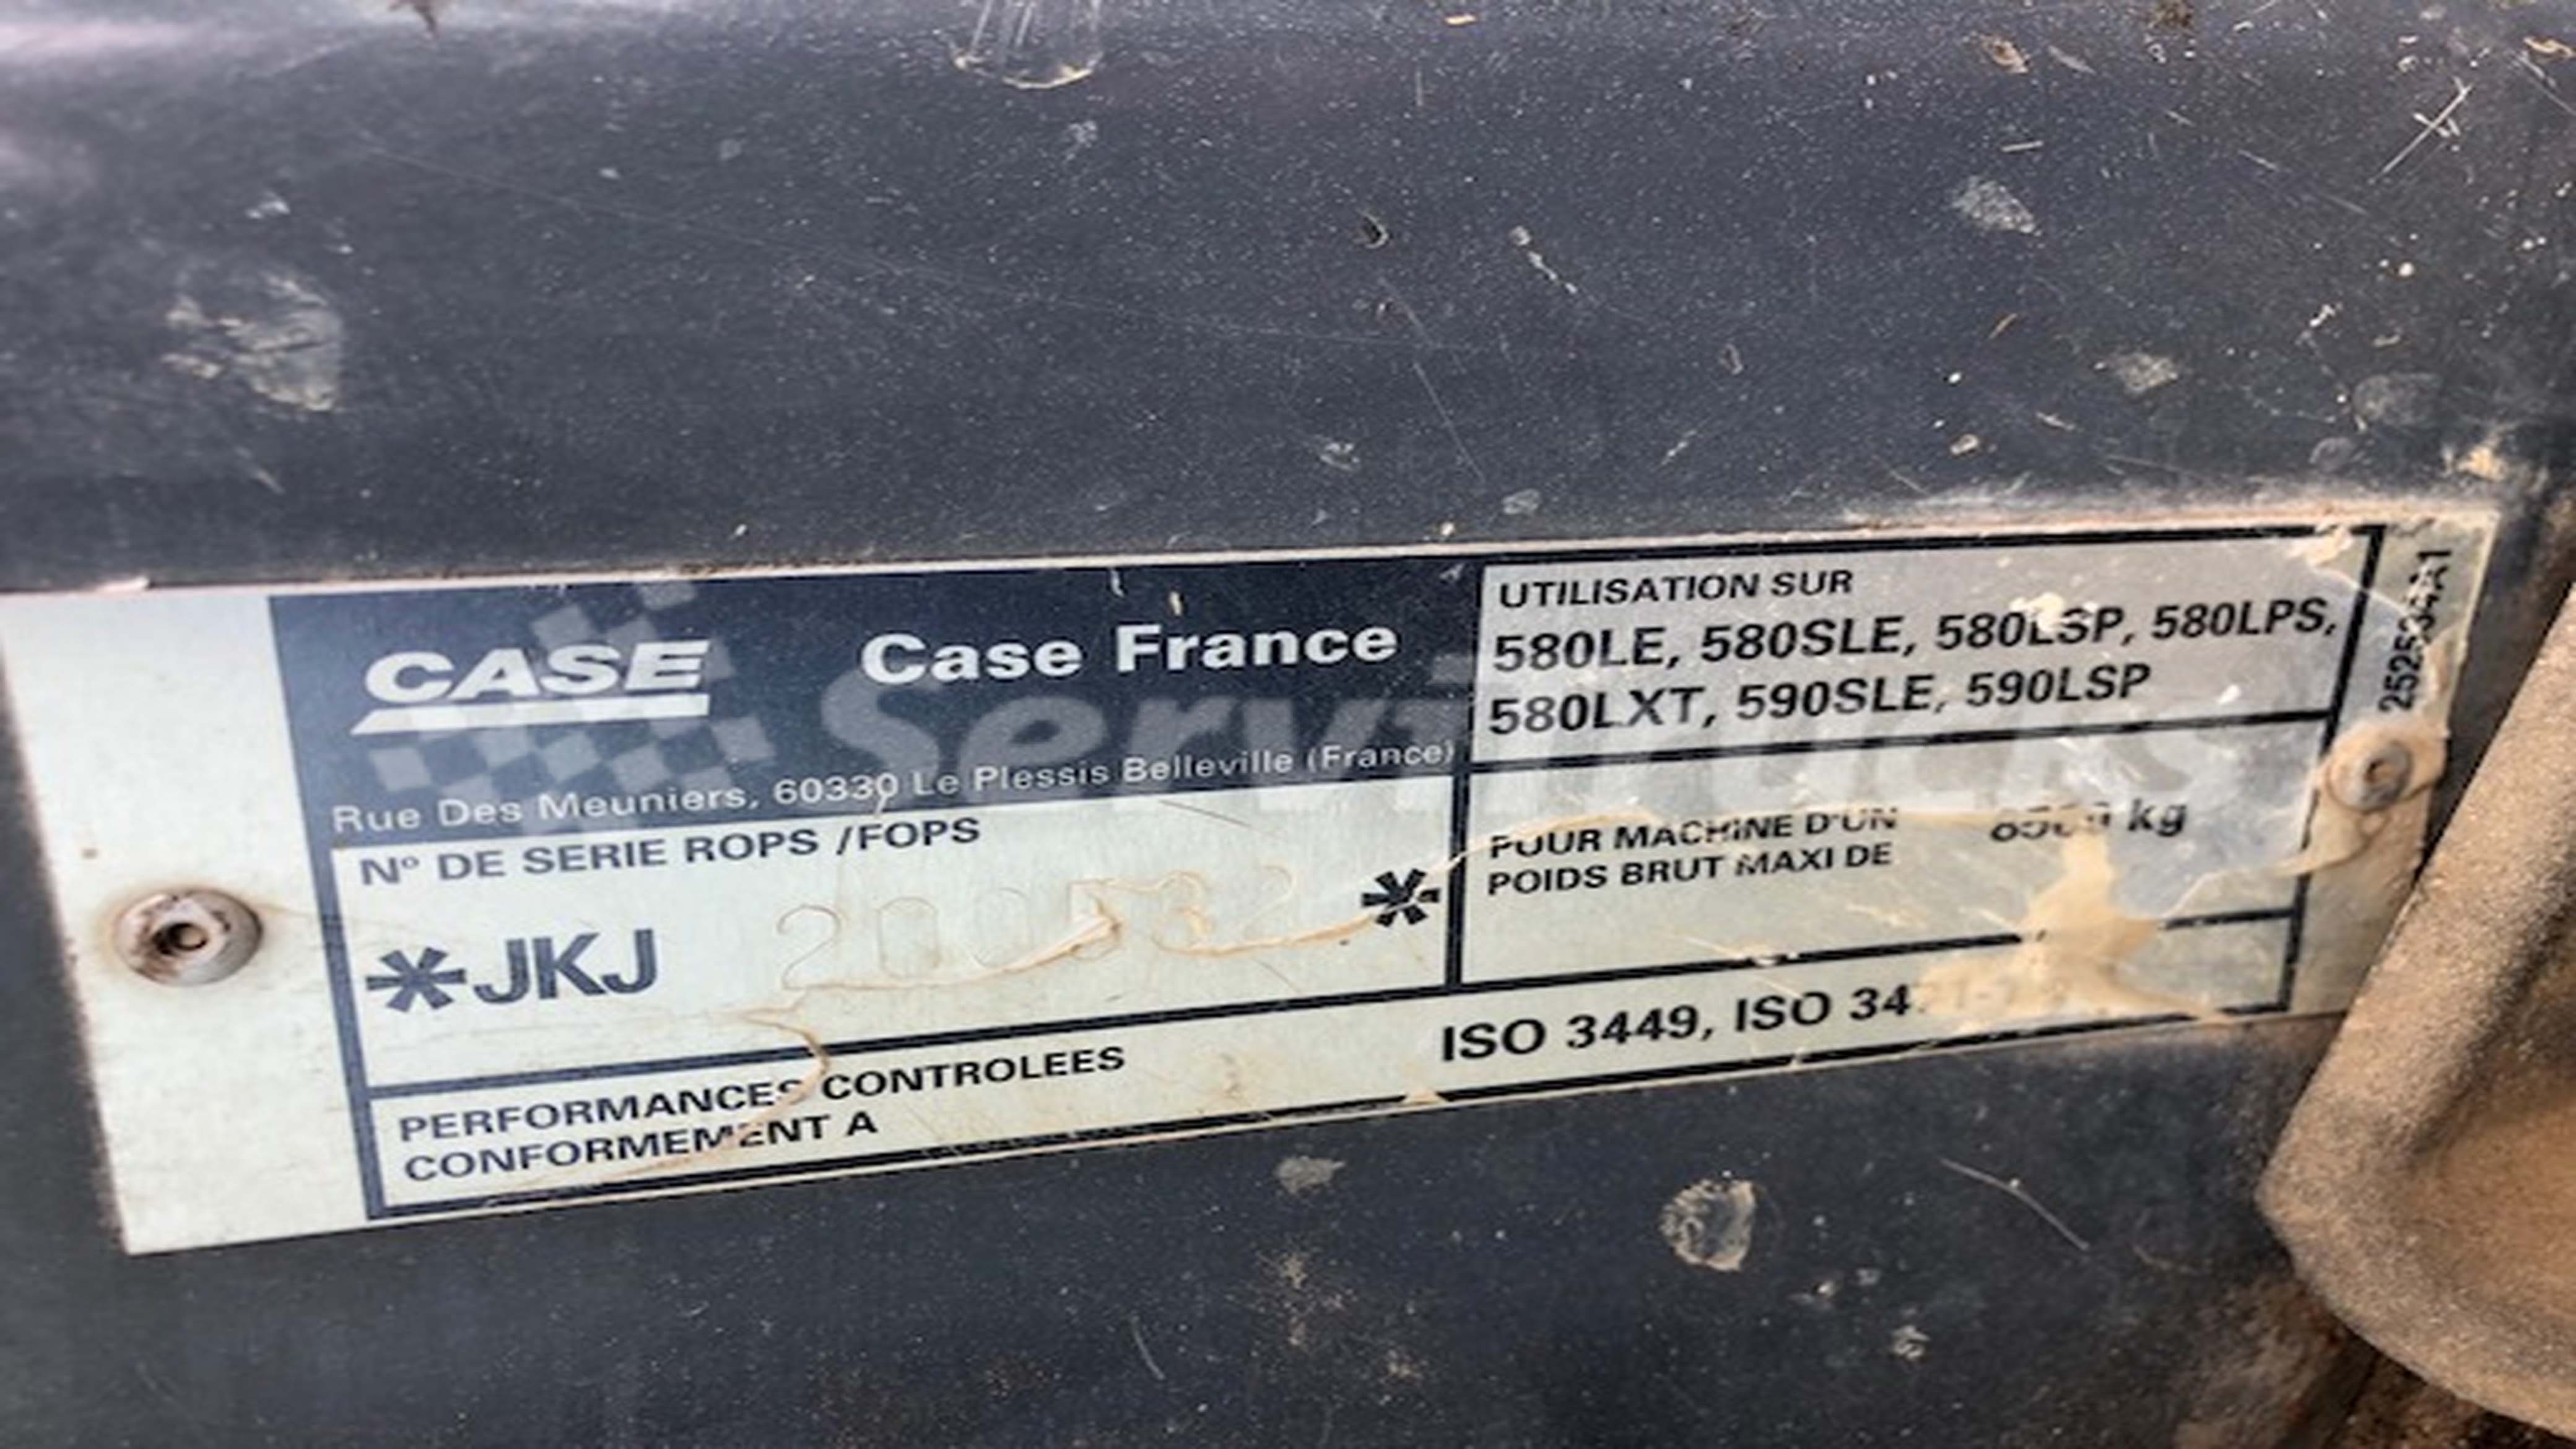 CASE
Case France
Rue Des Meuniers, 60330 Le Plessis Belleville (France)
N° DE SERIE ROPS /FOPS
*JKJ *
PERFORMANCES CONTROLEES
CONFORMEMENT A
ISO 3449, ISO
UTILISATION SUR
580LE, 580SLE, 580LSP, 580LPS,
580LXT, 590SLE, 590LSP
POUR MACHINE D'UN
POIDS BRUT MAXI DE
kg